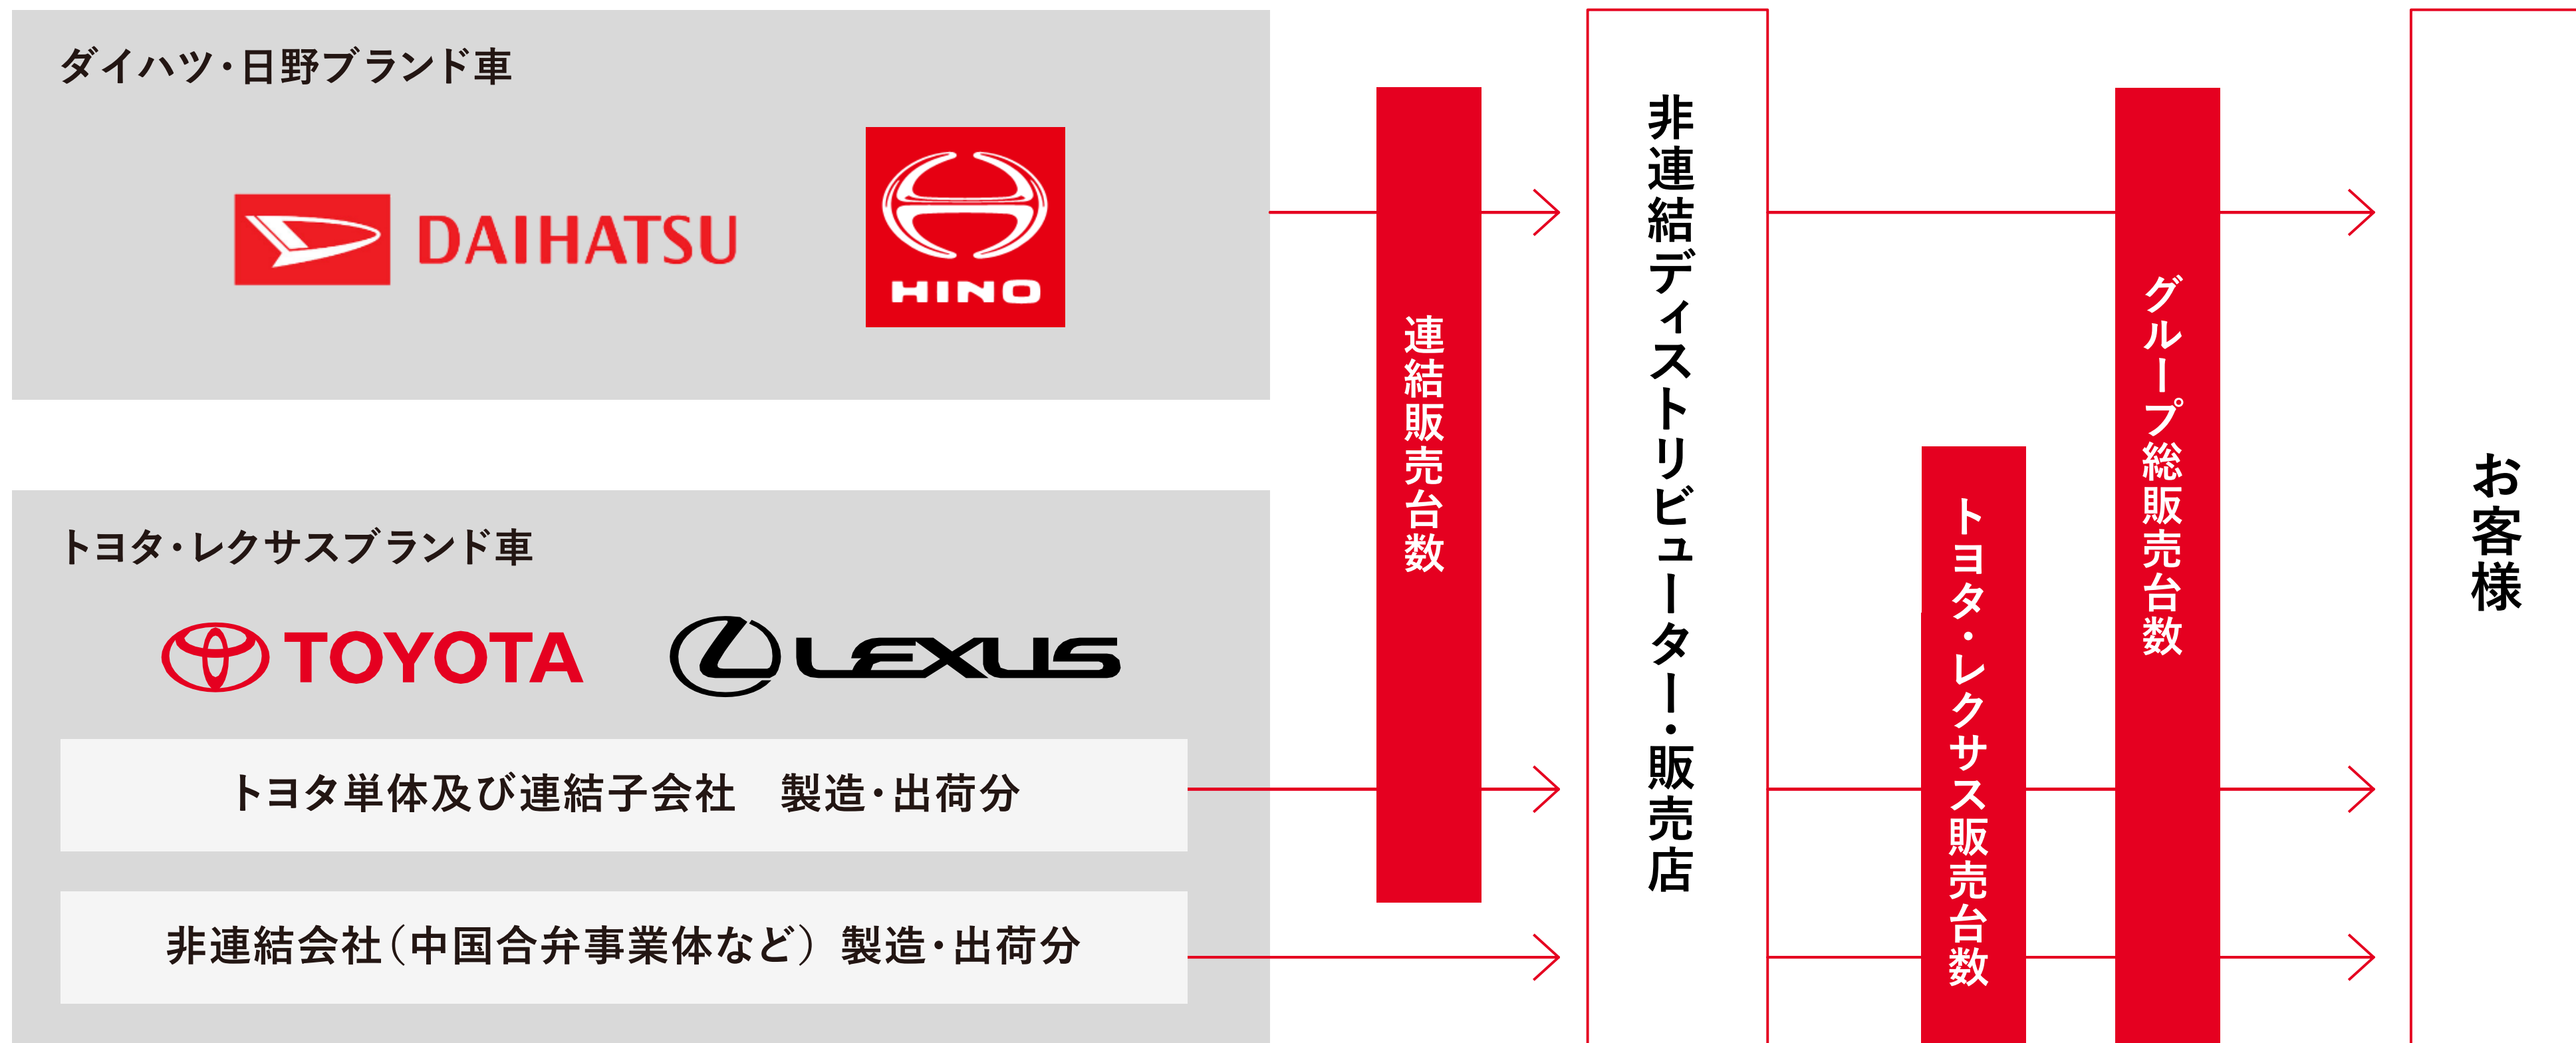 ダイハツ・日野ブランド車
DAIHATSU
HINO
トヨタ・レクサスブランド車
TOYOTA
LEXUS
トヨタ単体及び連結子会社　製造・出荷分
非連結会社（中国合弁事業体など）製造・出荷分
連結販売台数
非連結ディストリビューター・販売店
トヨタ・レクサス販売台数
グループ総販売台数
お客様